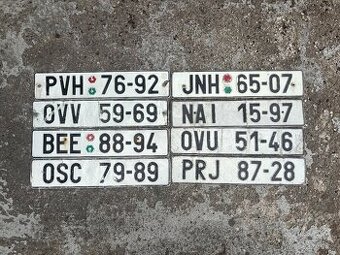 PVH 76-92
JNH 65-07
OVV 59-69
NAI 15-97
BEE 88-94
OVU 51-46
OSC 79-89
PRJ 87-28